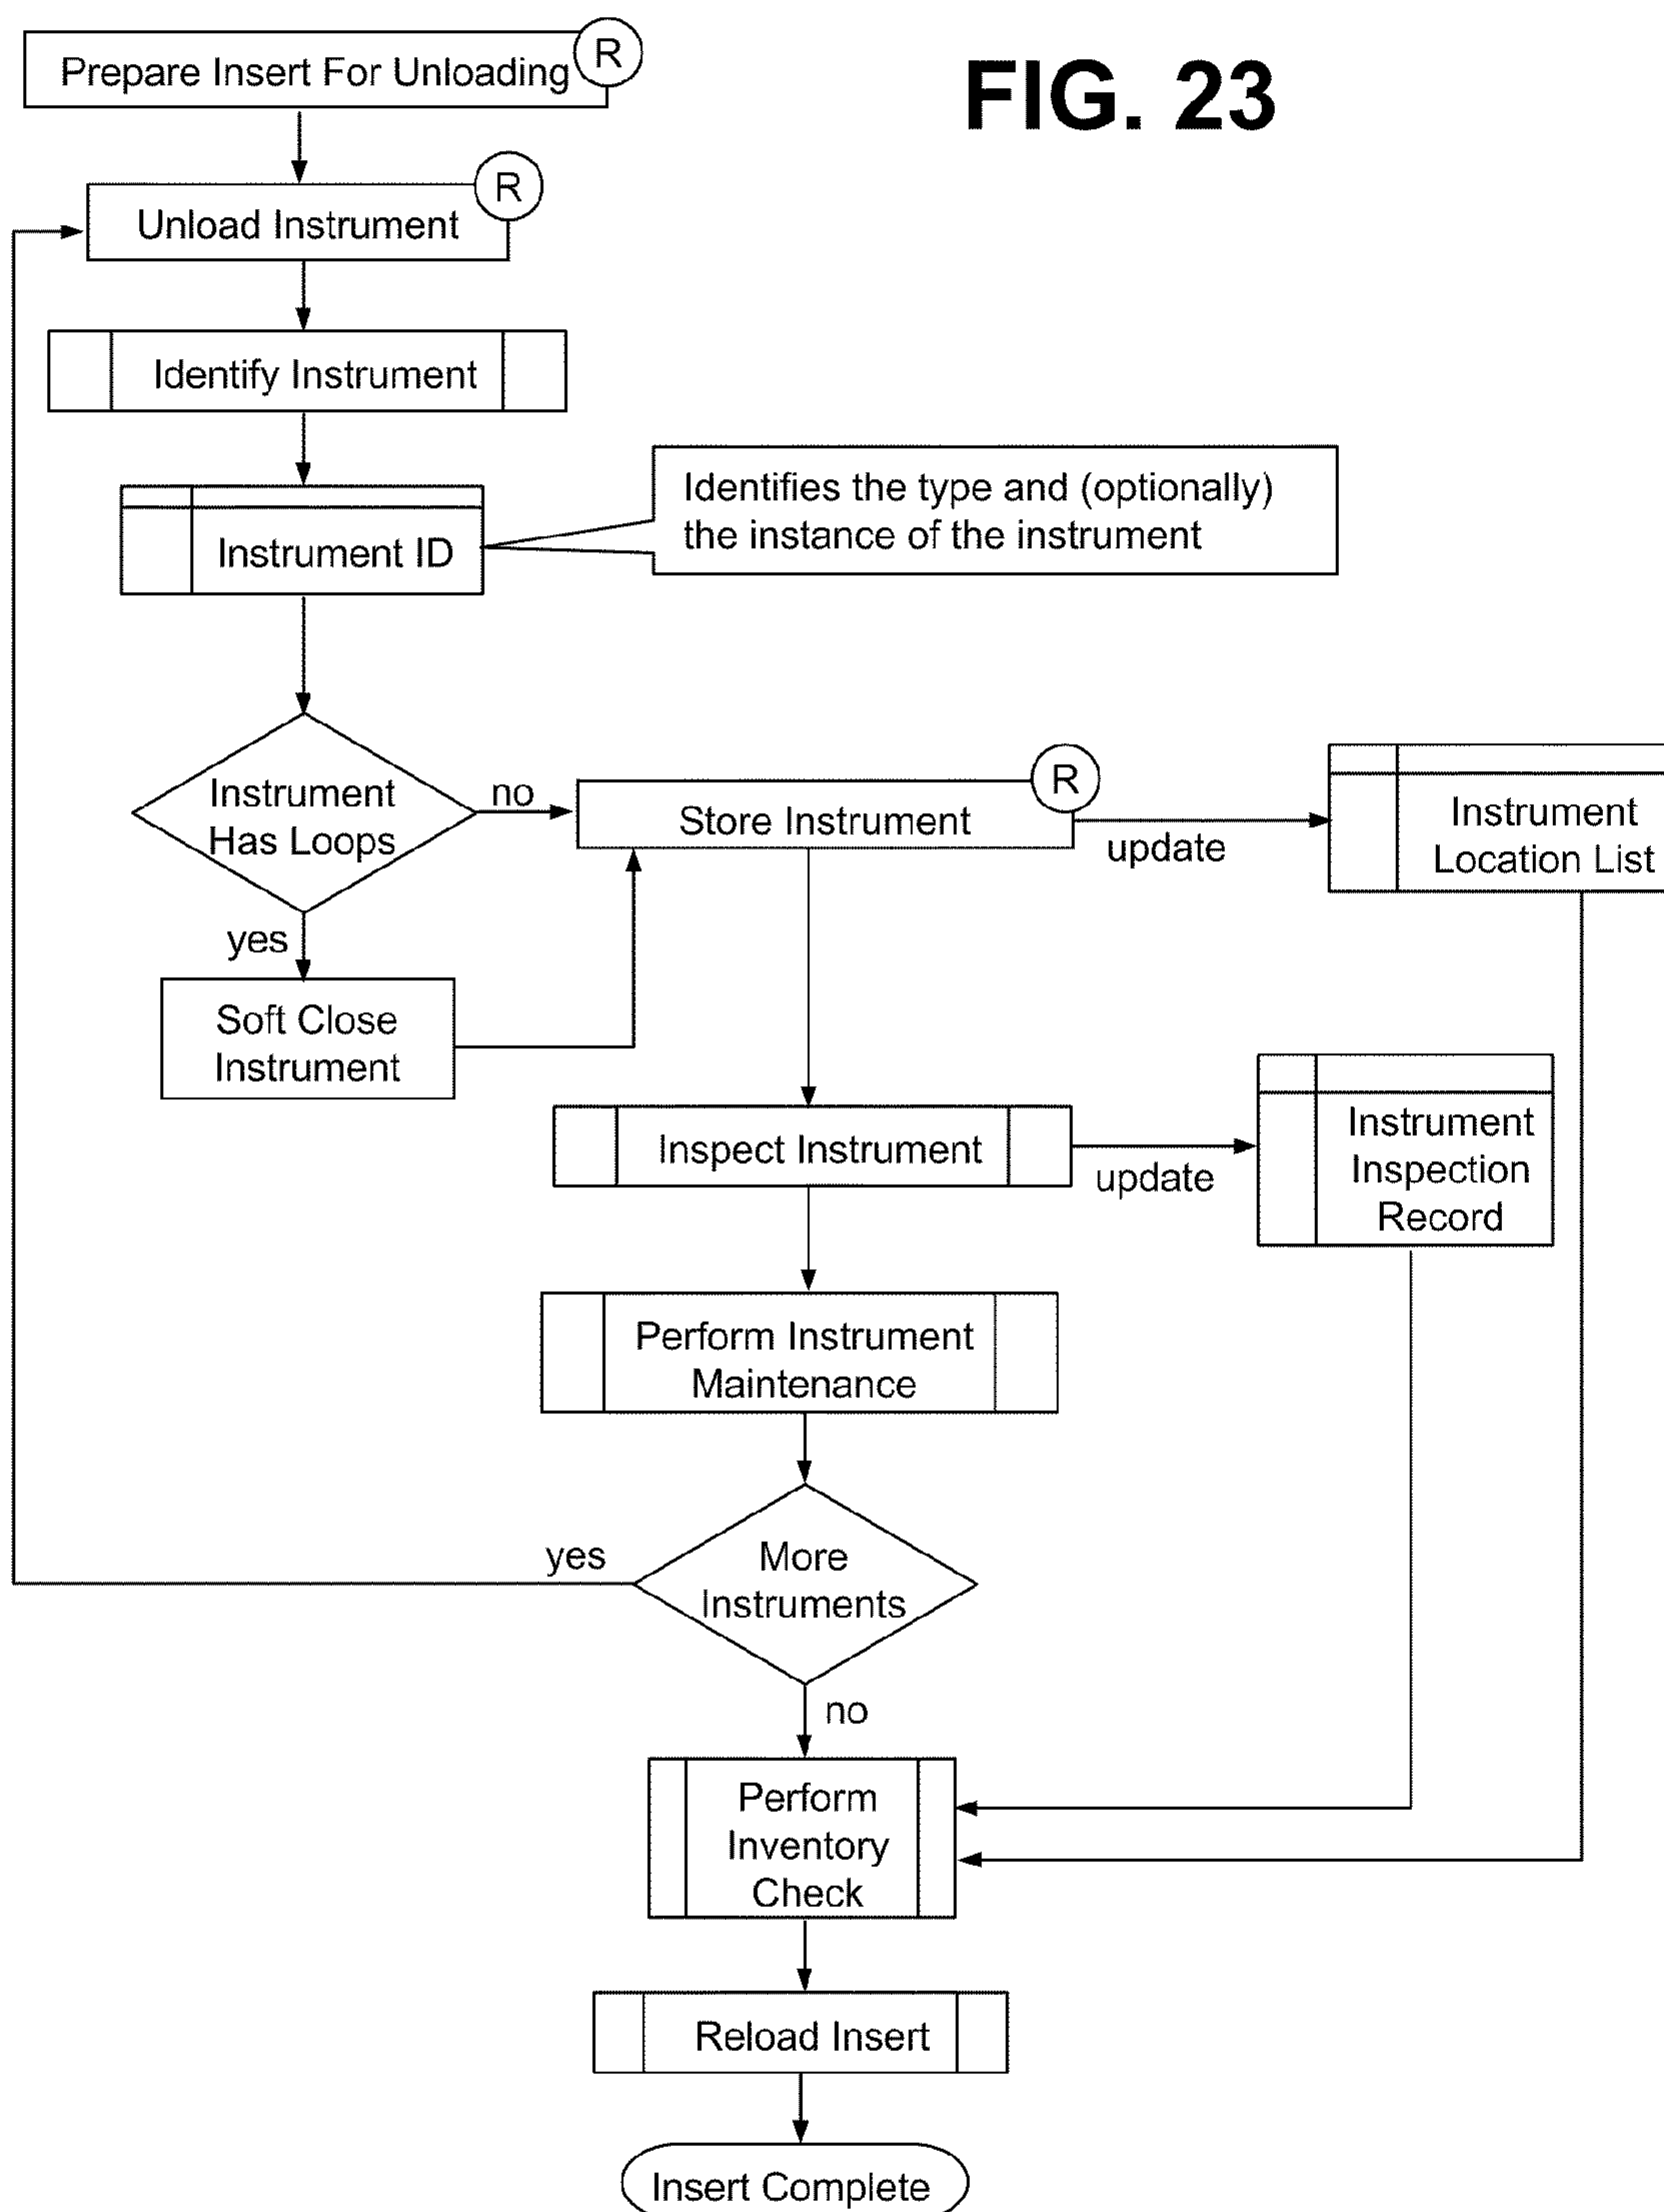 FIG. 23
Prepare Insert For Unloading
R
Unload Instrument
R
Identify Instrument
Identifies the type and (optionally)
the instance of the instrument
Instrument ID
Instrument
Has Loops
no
Store Instrument
R
update
Instrument
Location List
yes
Soft Close
Instrument
Inspect Instrument
update
Instrument
Inspection
Record
Perform Instrument
Maintenance
yes
More
Instruments
no
Perform
Inventory
Check
Reload Insert
Insert Complete